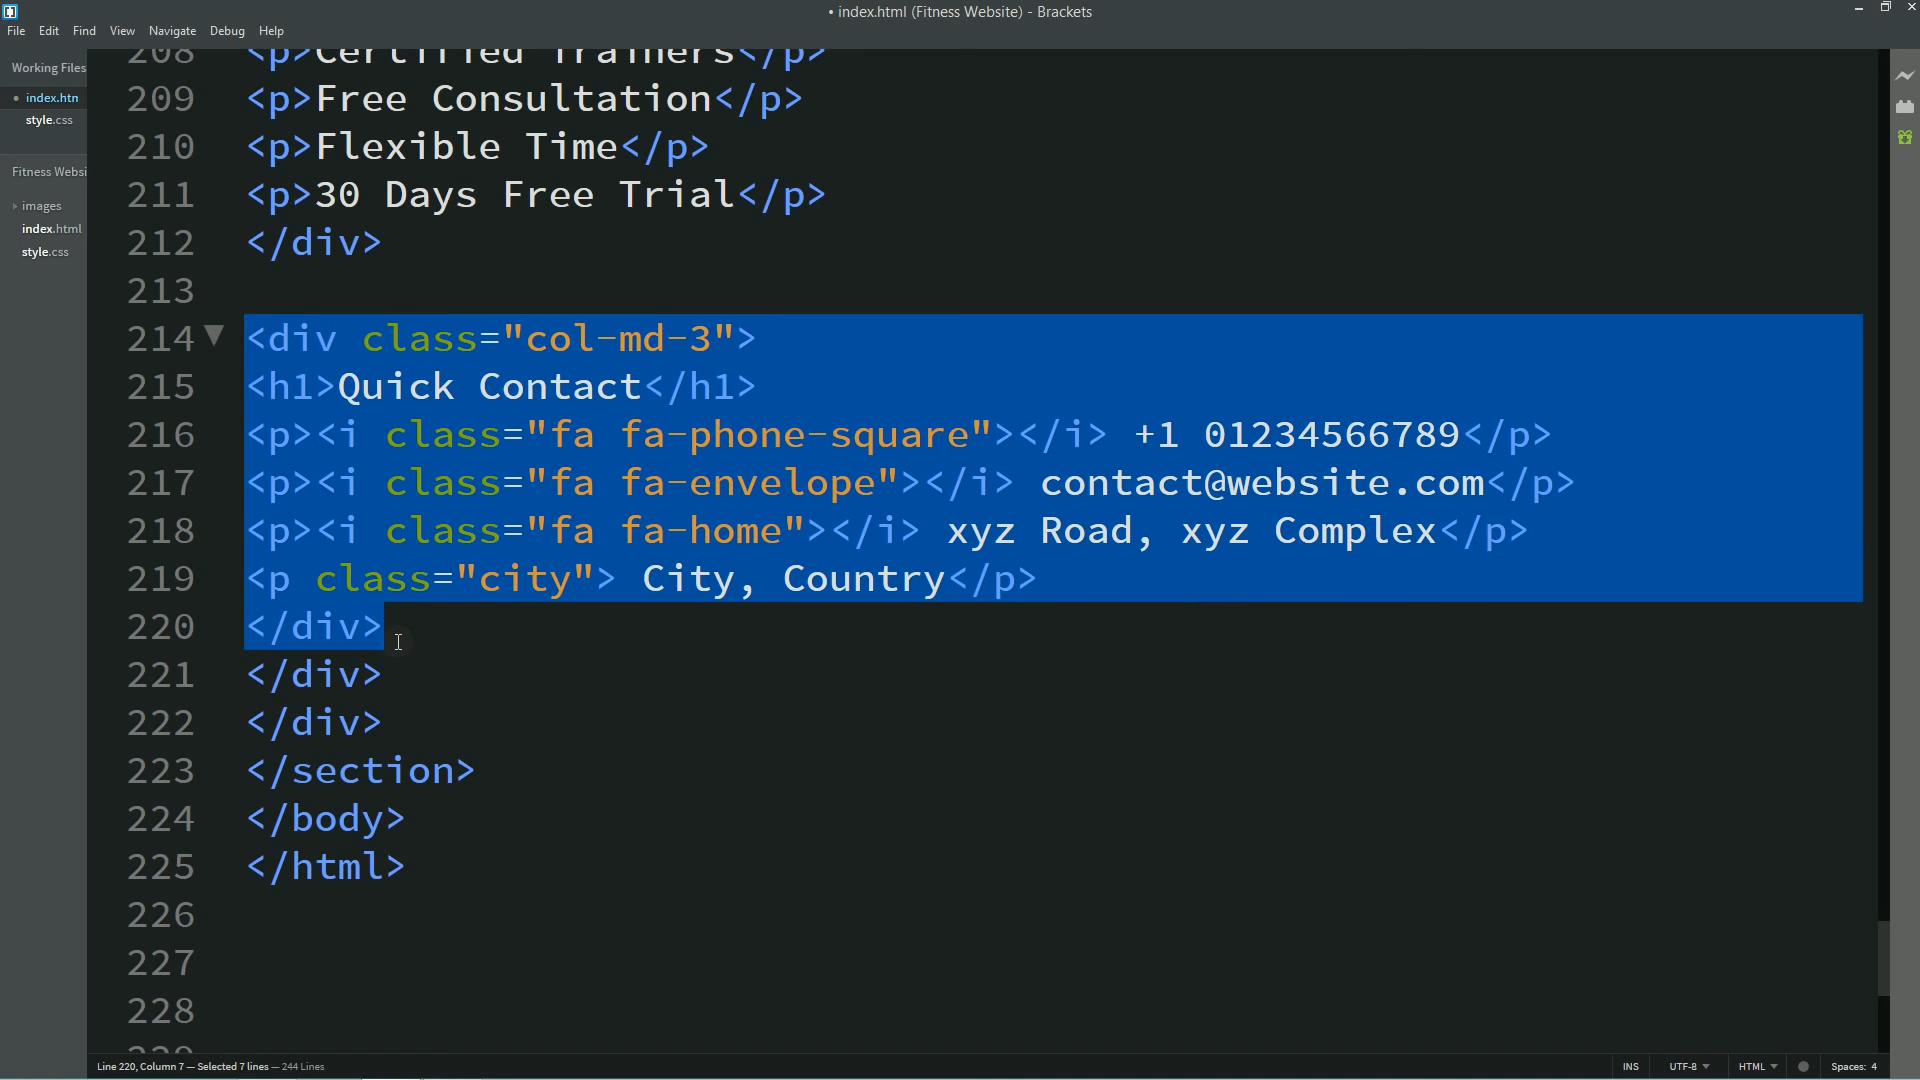 • index.html (Fitness Website) - Brackets
File Edit Find View Navigate Debug Help
Working Files
• index.htm
style.css
Fitness Websi
images
index.html
style.css
208 <p>Certified Trainers</p>
209 <p>Free Consultation</p>
210 <p>Flexible Time</p>
211 <p>30 Days Free Trial</p>
212 </div>
213
214 <div class="col-md-3">
215 <h1>Quick Contact</h1>
216 <p><i class="fa fa-phone-square"></i> +1 01234566789</p>
217 <p><i class="fa fa-envelope"></i> contact@website.com</p>
218 <p><i class="fa fa-home"></i> xyz Road, xyz Complex</p>
219 <p class="city"> City, Country</p>
220 </div>
221 </div>
222 </div>
223 </section>
224 </body>
225 </html>
226
227
228
229
Line 220, Column 7 — Selected 7 lines — 244 Lines
INS UTF-8 HTML Spaces: 4